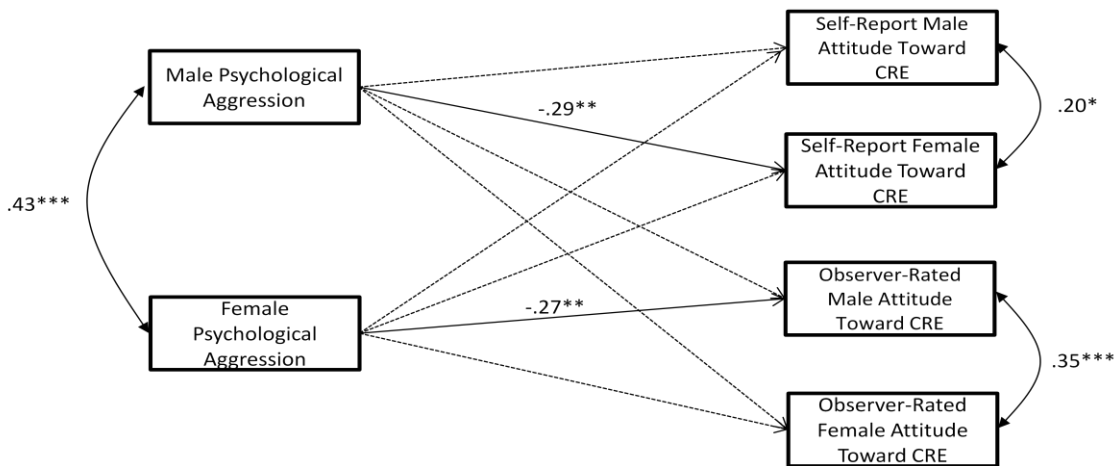 Male Psychological
Aggression
Female
Psychological
Aggression
.43***
-.29**
-.27**
Self-Report Male
Attitude Toward
CRE
Self-Report Female
Attitude Toward
CRE
Observer-Rated
Male Attitude
Toward CRE
Observer-Rated
Female Attitude
Toward CRE
.20*
.35***